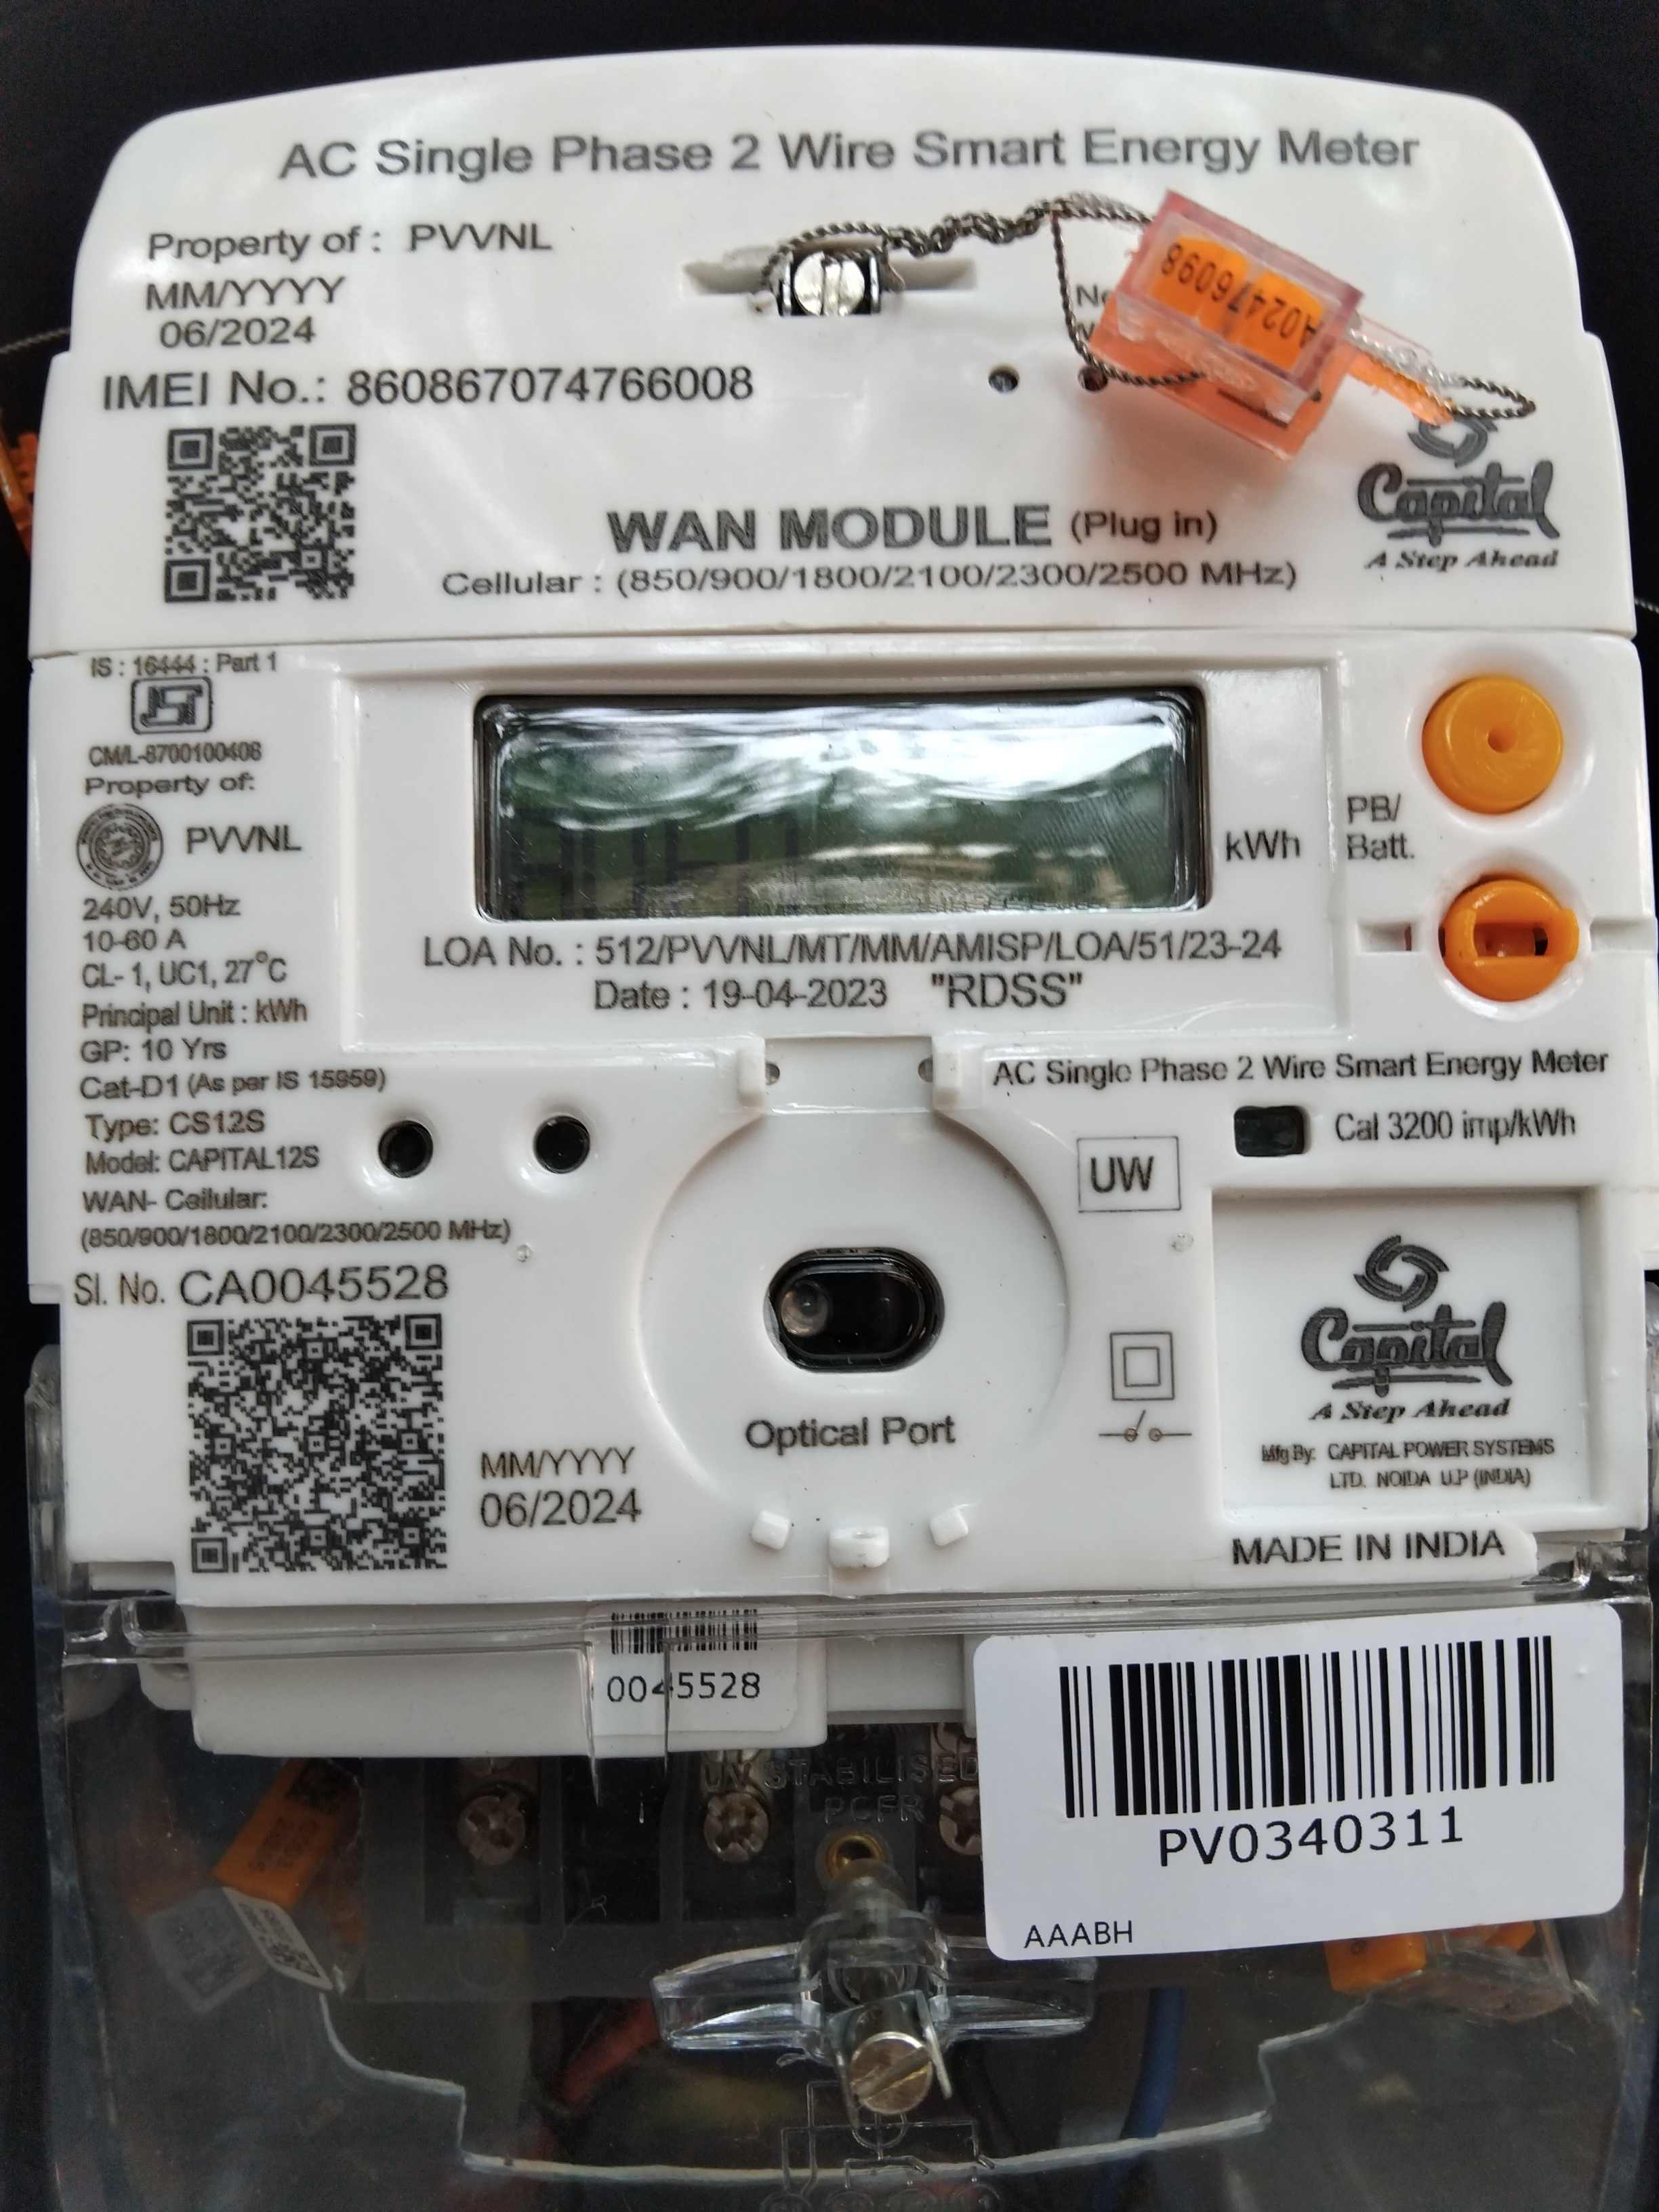 AC Single Phase 2 Wire Smart Energy Meter
Property of : PVVNL
MM/YYYY
06/2024
A02476098
IMEI No.: 860867074766008
Capital
A Step Ahead
WAN MODULE (Plug in)
Cellular : (850/900/1800/2100/2300/2500 MHz)
IS : 16444 : Part 1
ISI
CM/L-8700100408
Property of:
PVVNL
240V, 50Hz
10-60 A
CL- 1, UC1, 27°C
Principal Unit : kWh
GP: 10 Yrs
Cat-D1 (As per IS 15959)
Type: CS12S
Model: CAPITAL12S
WAN- Cellular:
(850/900/1800/2100/2300/2500 MHz)
Sl. No. CA0045528
MM/YYYY
06/2024
kWh
PB/
Batt.
LOA No. : 512/PVVNL/MT/MM/AMISP/LOA/51/23-24
Date : 19-04-2023 "RDSS"
AC Single Phase 2 Wire Smart Energy Meter
Cal 3200 imp/kWh
UW
Optical Port
Capital
A Step Ahead
Mfg By: CAPITAL POWER SYSTEMS
LTD. NOIDA U.P (INDIA)
MADE IN INDIA
0045528
UV STABILISED
PV0340311
AAABH